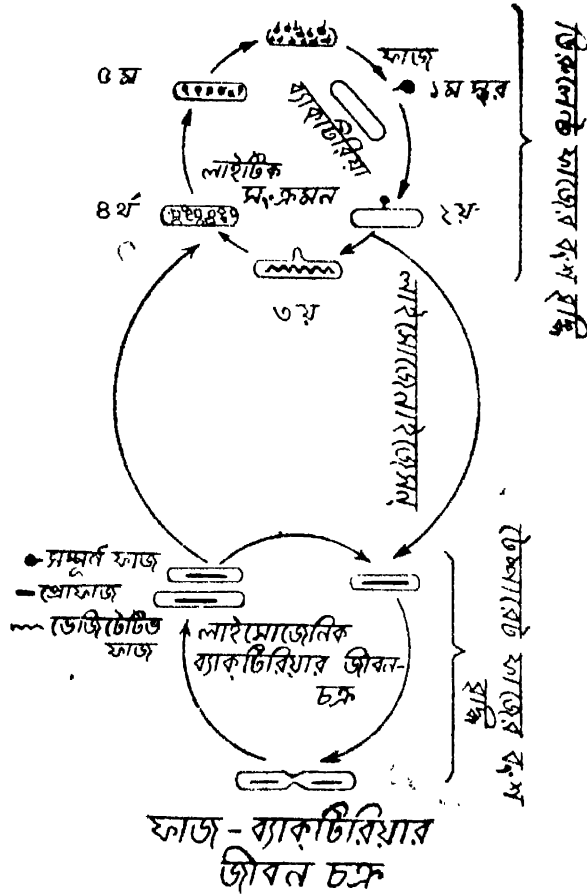 ফাজ
১ম স্তর
ব্যাকটিরিয়া
৫ম
লাইটিক
সংক্রমন
৪র্থ
২য়
৩য়
ভিরুলেন্ট ফাজের বংশ বৃদ্ধি
লাইসোজেনাইজেসন
সম্পূর্ন ফাজ
প্রোফাজ
ভেজিটেটিভ
ফাজ
লাইসোজেনিক
ব্যাকটিরিয়ার জীবন-
চক্র
টেম্পারেট ফাজের বংশ
বৃদ্ধি
ফাজ - ব্যাকটিরিয়ার
জীবন চক্র